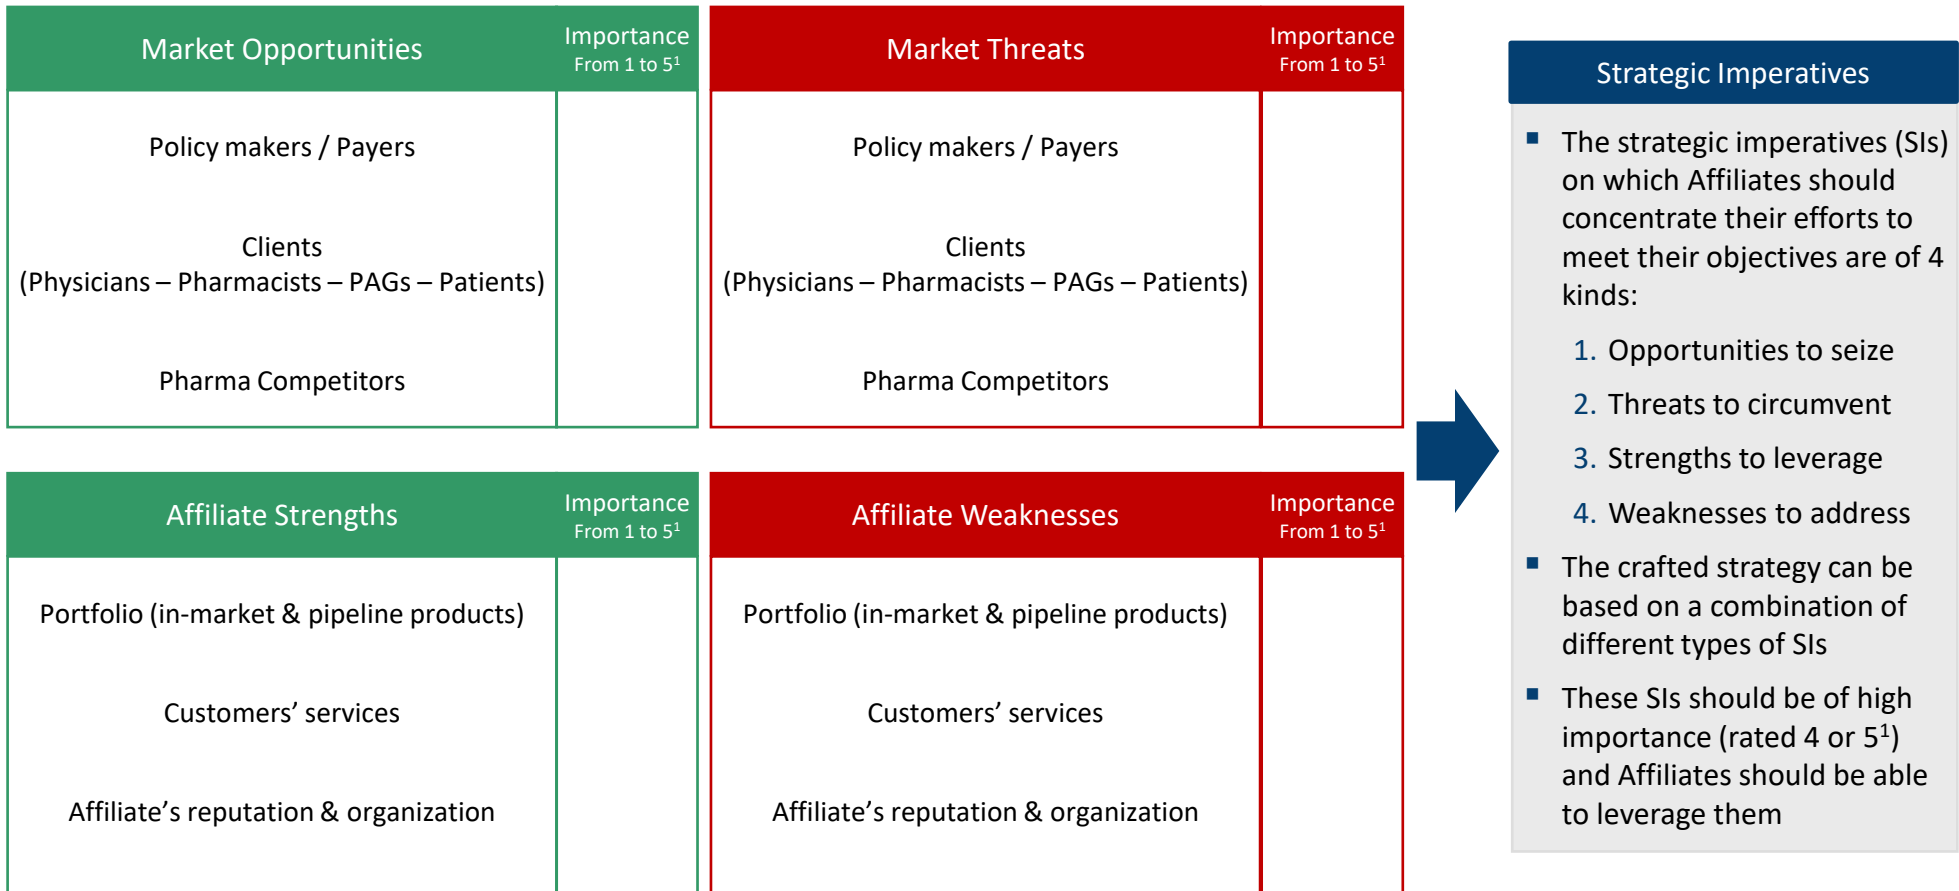 Market Opportunities
Importance
From 1 to 5¹
Policy makers / Payers
Clients
(Physicians – Pharmacists – PAGs – Patients)
Pharma Competitors
Market Threats
Importance
From 1 to 5¹
Policy makers / Payers
Clients
(Physicians – Pharmacists – PAGs – Patients)
Pharma Competitors
Affiliate Strengths
Importance
From 1 to 5¹
Portfolio (in-market & pipeline products)
Customers’ services
Affiliate’s reputation & organization
Affiliate Weaknesses
Importance
From 1 to 5¹
Portfolio (in-market & pipeline products)
Customers’ services
Affiliate’s reputation & organization
Strategic Imperatives
▪ The strategic imperatives (SIs)
on which Affiliates should
concentrate their efforts to
meet their objectives are of 4
kinds:
1. Opportunities to seize
2. Threats to circumvent
3. Strengths to leverage
4. Weaknesses to address
▪ The crafted strategy can be
based on a combination of
different types of SIs
▪ These SIs should be of high
importance (rated 4 or 5¹)
and Affiliates should be able
to leverage them